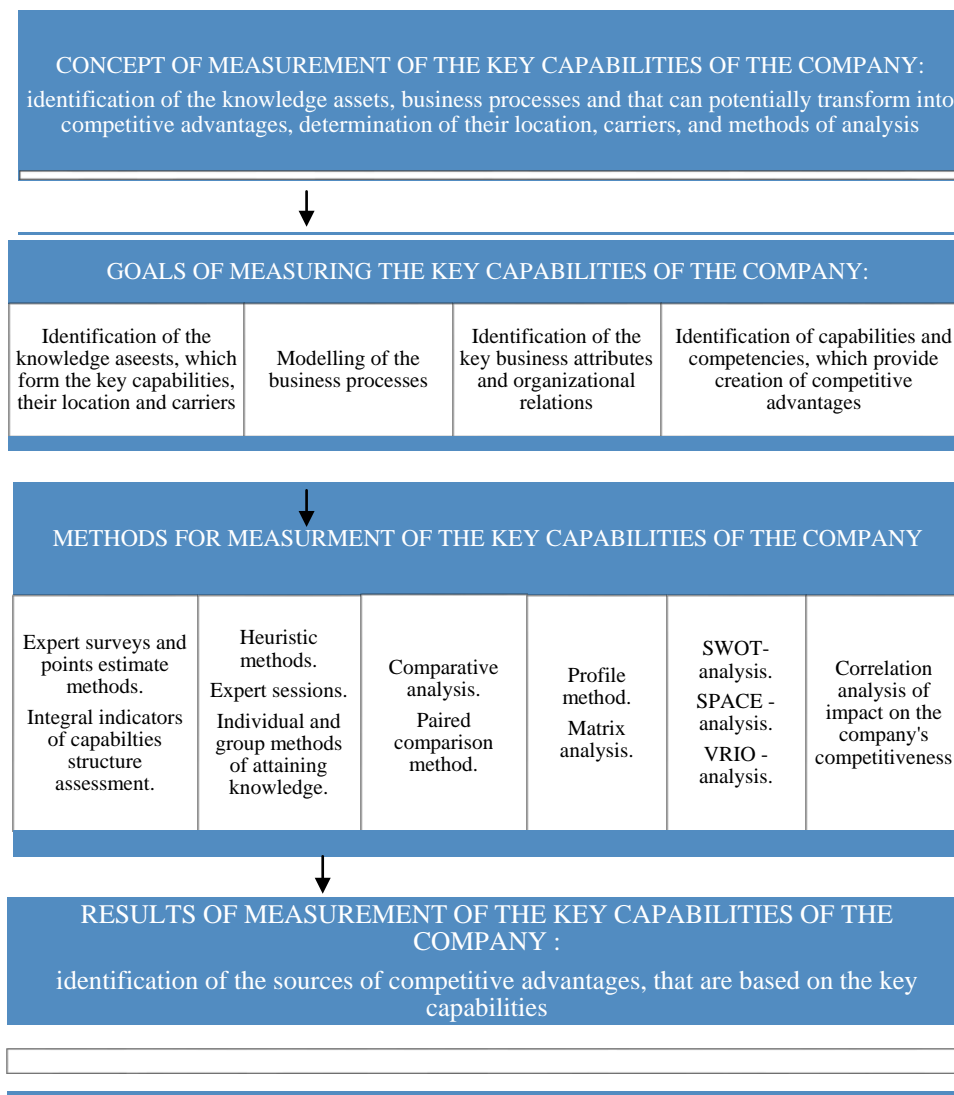 CONCEPT OF MEASUREMENT OF THE KEY CAPABILITIES OF THE COMPANY:
identification of the knowledge assets, business processes and that can potentially transform into
competitive advantages, determination of their location, carriers, and methods of analysis
GOALS OF MEASURING THE KEY CAPABILITIES OF THE COMPANY:
Identification of the
knowledge aseests, which
form the key capabilities,
their location and carriers
Modelling of the
business processes
Identification of the
key business attributes
and organizational
relations
Identification of capabilities and
competencies, which provide
creation of competitive
advantages
METHODS FOR MEASURMENT OF THE KEY CAPABILITIES OF THE COMPANY
Expert surveys and
points estimate
methods.
Integral indicators
of capabilties
structure
assessment.
Heuristic
methods.
Expert sessions.
Individual and
group methods
of attaining
knowledge.
Comparative
analysis.
Paired
comparison
method.
Profile
method.
Matrix
analysis.
SWOT-
analysis.
SPACE -
analysis.
VRIO -
analysis.
Correlation
analysis of
impact on the
company's
competitiveness
RESULTS OF MEASUREMENT OF THE KEY CAPABILITIES OF THE
COMPANY :
identification of the sources of competitive advantages, that are based on the key
capabilities